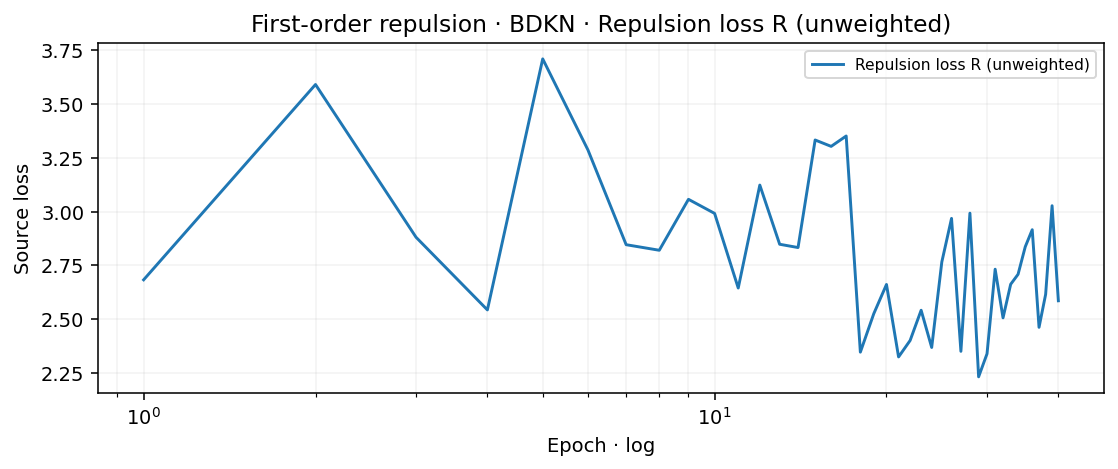 First-order repulsion · BDKN · Repulsion loss R (unweighted)
Repulsion loss R (unweighted)
Source loss
3.75
3.50
3.25
3.00
2.75
2.50
2.25
10⁰
10¹
Epoch · log